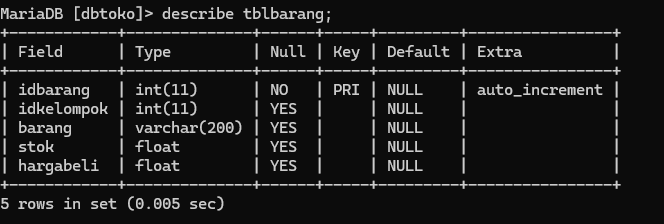 MariaDB [dbtoko]> describe tblbarang;
+------------+--------------+------+-----+---------+----------------+
| Field      | Type         | Null | Key | Default | Extra          |
+------------+--------------+------+-----+---------+----------------+
| idbarang   | int(11)      | NO   | PRI | NULL    | auto_increment |
| idkelompok | int(11)      | YES  |     | NULL    |                |
| barang     | varchar(200) | YES  |     | NULL    |                |
| stok       | float        | YES  |     | NULL    |                |
| hargabeli  | float        | YES  |     | NULL    |                |
+------------+--------------+------+-----+---------+----------------+
5 rows in set (0.005 sec)